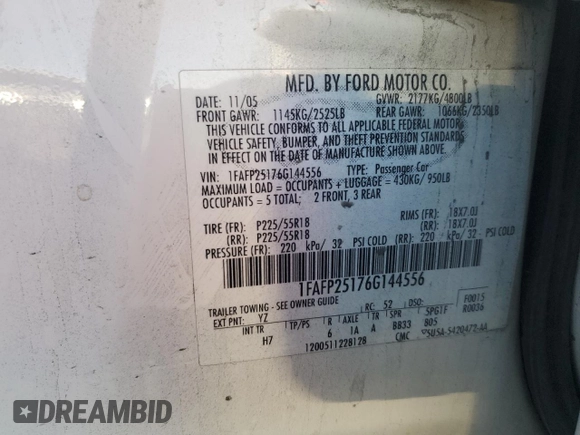 MFD. BY FORD MOTOR CO.
DATE: 11/05 GVWR: 2177KG/4800LB
FRONT GAWR: 1145KG/2525LB REAR GAWR: 1066KG/2350LB
THIS VEHICLE CONFORMS TO ALL APPLICABLE FEDERAL MOTOR
VEHICLE SAFETY, BUMPER, AND THEFT PREVENTION STANDARDS
IN EFFECT ON THE DATE OF MANUFACTURE SHOWN ABOVE.
VIN: 1FAFP25176G144556 TYPE: Passenger Car
MAXIMUM LOAD = OCCUPANTS + LUGGAGE = 430KG/ 950LB
OCCUPANTS = 5 TOTAL; 2 FRONT, 3 REAR
TIRE (FR): P225/55R18 RIMS (FR): 18X7.0J
(RR): P225/55R18 (RR): 18X7.0J
PRESSURE (FR): 220 kPa/ 32 PSI COLD (RR): 220 kPa/ 32 PSI COLD
1FAFP25176G144556
F0015
R0036
TRAILER TOWING - SEE OWNER GUIDE RC: 52 DSO:
EXT PNT: YZ
INT TR TP/PS R AXLE TR SPR SPGTF
H7 6 1A A BB33 805
1200511228128 CMC 5U5A-5420472-AA
DREAMBID